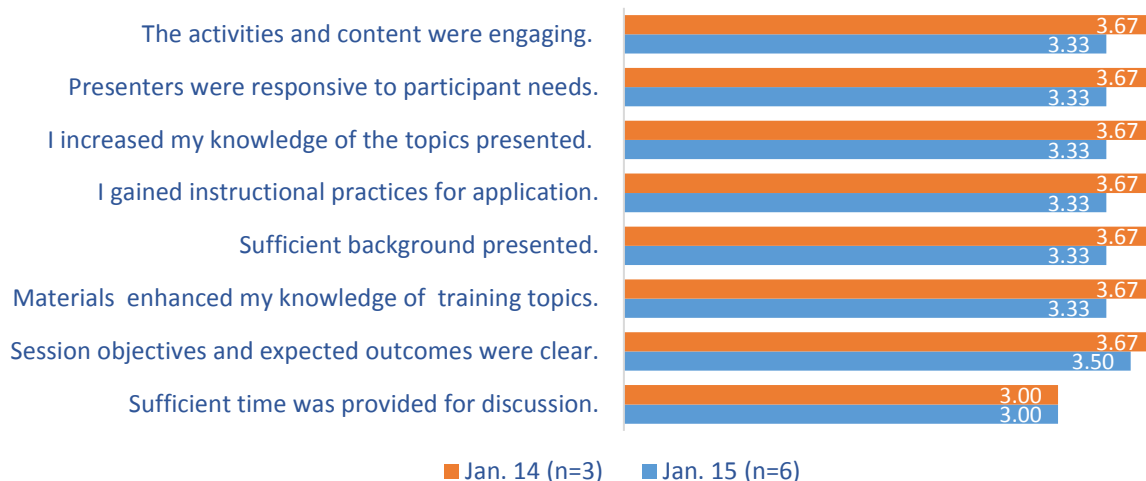 The activities and content were engaging.
3.67
3.33
Presenters were responsive to participant needs.
3.67
3.33
I increased my knowledge of the topics presented.
3.67
3.33
I gained instructional practices for application.
3.67
3.33
Sufficient background presented.
3.67
3.33
Materials  enhanced my knowledge of  training topics.
3.67
3.33
Session objectives and expected outcomes were clear.
3.67
3.50
Sufficient time was provided for discussion.
3.00
3.00
Jan. 14 (n=3) Jan. 15 (n=6)